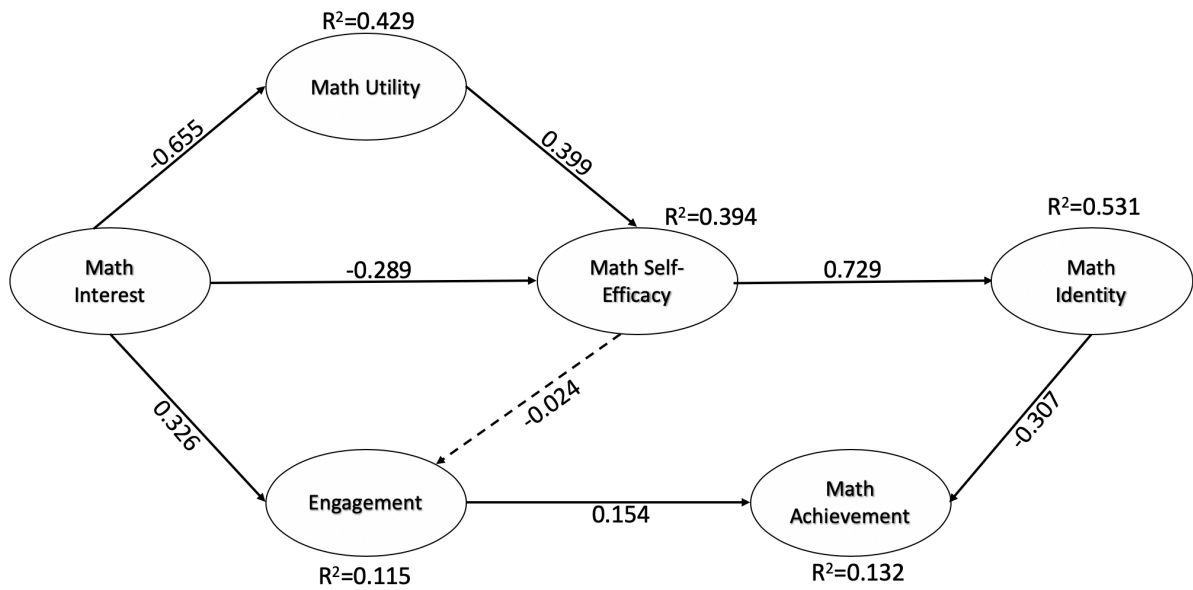 R²=0.429
Math Utility
-0.655
0.399
R²=0.394
R²=0.531
Math
Interest
-0.289
Math Self-
Efficacy
0.729
Math
Identity
0.326
-0.024
-0.307
Engagement
0.154
Math
Achievement
R²=0.115
R²=0.132